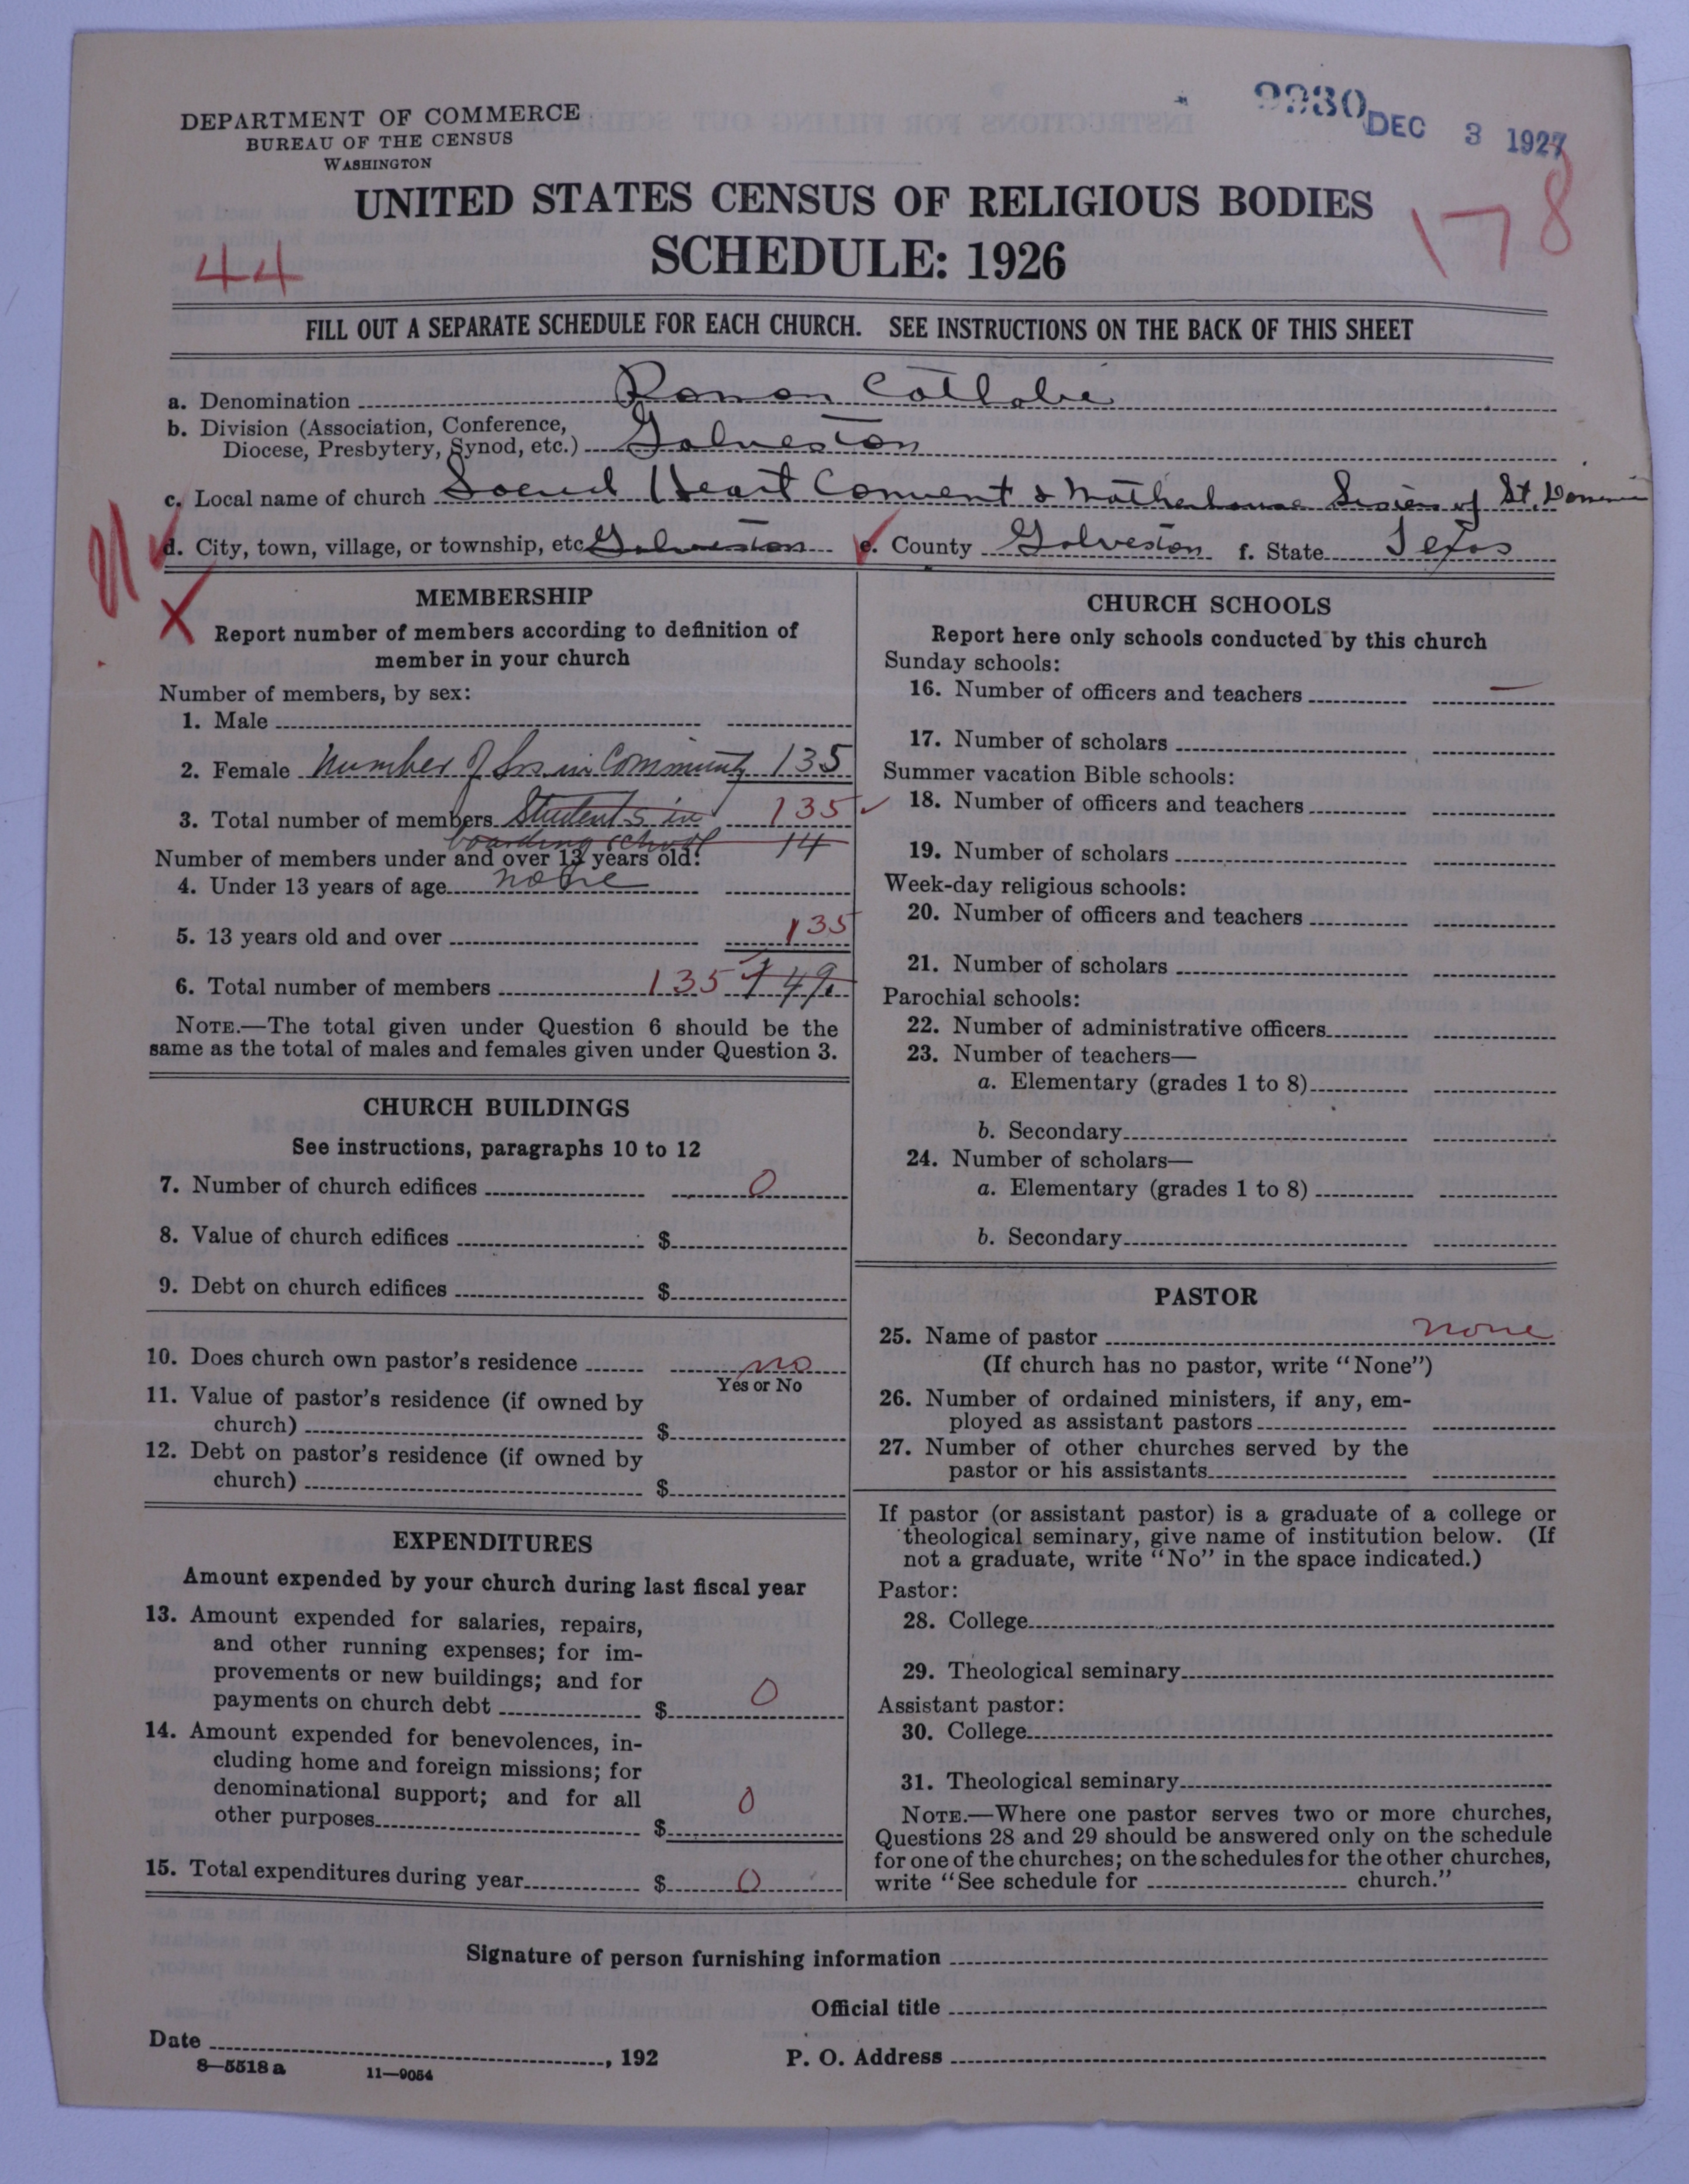 DEPARTMENT OF COMMERCE
BUREAU OF THE CENSUS
WASHINGTON
9930 DEC 3 1927
UNITED STATES CENSUS OF RELIGIOUS BODIES
SCHEDULE: 1926
44
178
FILL OUT A SEPARATE SCHEDULE FOR EACH CHURCH. SEE INSTRUCTIONS ON THE BACK OF THIS SHEET
a. Denomination Roman Catholic
b. Division (Association, Conference,
Diocese, Presbytery, Synod, etc.) Galveston
c. Local name of church Sacred Heart Convent & Motherhouse Sisters of St. Dominic
d. City, town, village, or township, etc. Galveston e. County Galveston f. State Texas
X
MEMBERSHIP
Report number of members according to definition of
member in your church
Number of members, by sex:
1. Male
2. Female Number of Srs in Community 135
3. Total number of members Students in 135
boarding school 14
Number of members under and over 13 years old:
4. Under 13 years of age none
5. 13 years old and over 135
6. Total number of members 135 149
NOTE.—The total given under Question 6 should be the
same as the total of males and females given under Question 3.
CHURCH BUILDINGS
See instructions, paragraphs 10 to 12
7. Number of church edifices 0
8. Value of church edifices $
9. Debt on church edifices $
10. Does church own pastor's residence no
Yes or No
11. Value of pastor's residence (if owned by
church) $
12. Debt on pastor's residence (if owned by
church) $
EXPENDITURES
Amount expended by your church during last fiscal year
13. Amount expended for salaries, repairs,
and other running expenses; for im-
provements or new buildings; and for
payments on church debt $ 0
14. Amount expended for benevolences, in-
cluding home and foreign missions; for
denominational support; and for all
other purposes $ 0
15. Total expenditures during year $ 0
CHURCH SCHOOLS
Report here only schools conducted by this church
Sunday schools:
16. Number of officers and teachers —
17. Number of scholars
Summer vacation Bible schools:
18. Number of officers and teachers
19. Number of scholars
Week-day religious schools:
20. Number of officers and teachers
21. Number of scholars
Parochial schools:
22. Number of administrative officers
23. Number of teachers—
a. Elementary (grades 1 to 8)
b. Secondary
24. Number of scholars—
a. Elementary (grades 1 to 8)
b. Secondary
PASTOR
25. Name of pastor none
(If church has no pastor, write "None")
26. Number of ordained ministers, if any, em-
ployed as assistant pastors
27. Number of other churches served by the
pastor or his assistants
If pastor (or assistant pastor) is a graduate of a college or
theological seminary, give name of institution below. (If
not a graduate, write "No" in the space indicated.)
Pastor:
28. College
29. Theological seminary
Assistant pastor:
30. College
31. Theological seminary
NOTE.—Where one pastor serves two or more churches,
Questions 28 and 29 should be answered only on the schedule
for one of the churches; on the schedules for the other churches,
write "See schedule for church."
Signature of person furnishing information
Official title
Date , 192 P. O. Address
8—5518 a 11—9054